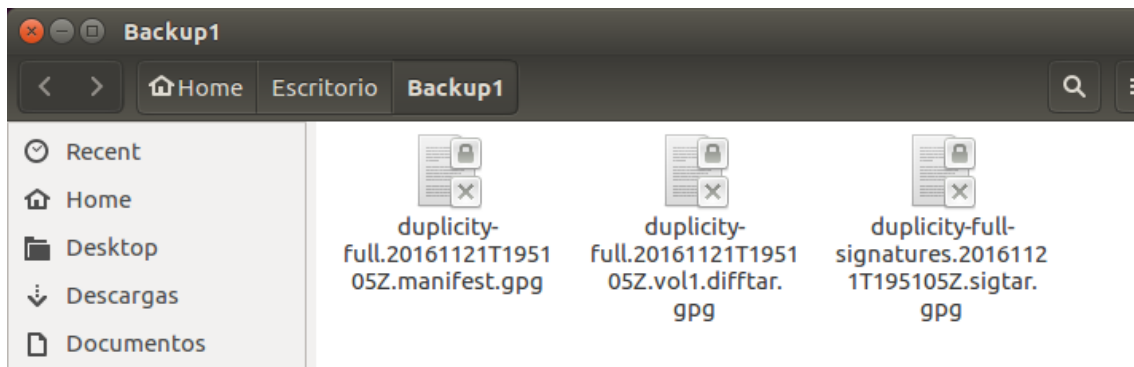 Backup1
Home Escritorio Backup1
Recent
Home
Desktop
Descargas
Documentos
duplicity-
full.20161121T1951
05Z.manifest.gpg
duplicity-
full.20161121T1951
05Z.vol1.difftar.
gpg
duplicity-full-
signatures.2016112
1T195105Z.sigtar.
gpg